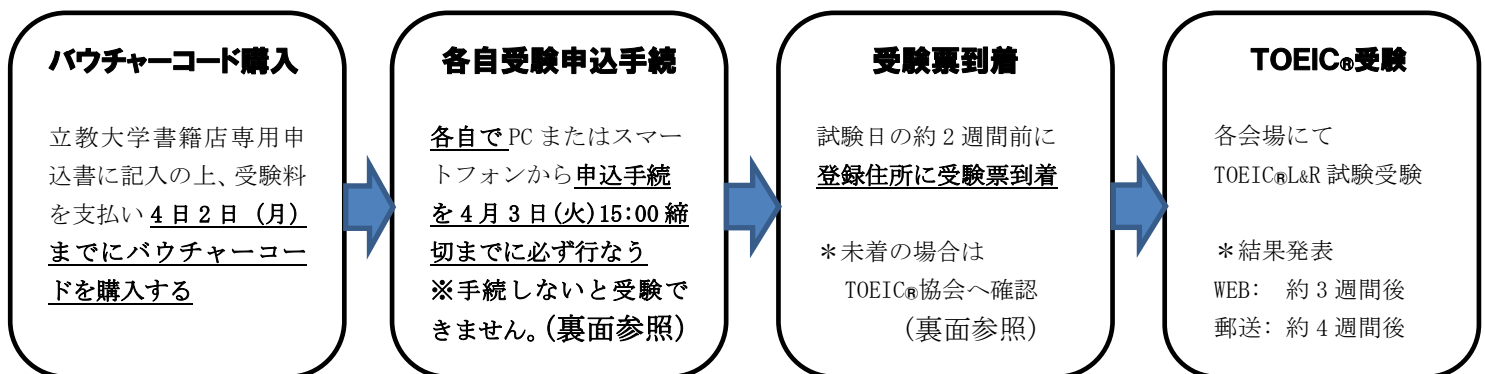 バウチャーコード購入
立教大学書籍店専用申
込書に記入の上、受験料
を支払い 4日2日 (月)
までにバウチャーコー
ドを購入する
各自受験申込手続
各自で PC またはスマー
トフォンから申込手続
を4月3日(火)15:00 締
切までに必ず行なう
※手続しないと受験で
きません。(裏面参照)
受験票到着
試験日の約2週間前に
登録住所に受験票到着
＊未着の場合は
TOEIC®協会へ確認
(裏面参照)
TOEIC®受験
各会場にて
TOEIC®L&R 試験受験
＊結果発表
WEB: 約3週間後
郵送: 約4週間後